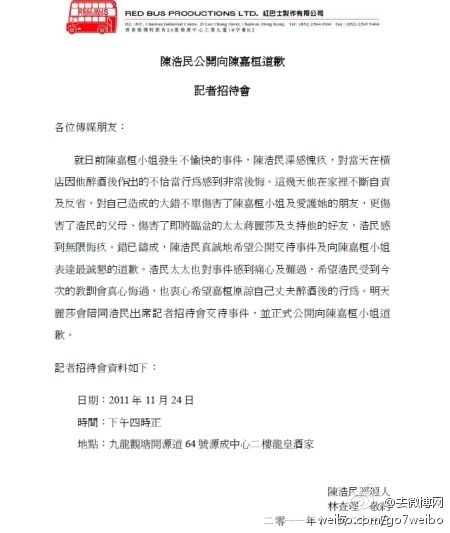 RED BUS
RED BUS PRODUCTIONS LTD. 紅巴士製作有限公司
陳浩民公開向陳嘉桓道歉
記者招待會
各位傳媒朋友：
就日前陳嘉桓小姐發生不愉快的事件，陳浩民深感愧疚，對當天在橫
店因他醉酒後作出的不恰當行為感到非常後悔。這幾天他在家裡不斷自責
及反省，對自己造成的大錯不單傷害了陳嘉桓小姐及愛護她的朋友，更傷
害了浩民的父母、傷害了即將臨盆的太太蔣麗莎及支持他的好友，浩民感
到無限悔疚。錯已鑄成，陳浩民真誠地希望公開交待事件及向陳嘉桓小姐
表達最誠懇的道歉。浩民太太也對事件感到痛心及難過，希望浩民受到今
次的教訓會真心悔過，也衷心希望嘉桓原諒自己丈夫醉酒後的行為。明天
麗莎會陪同浩民出席記者招待會交待事件，並正式公開向陳嘉桓小姐道
歉。
記者招待會資料如下：
日期：2011 年 11 月 24 日
時間：下午四時正
地點：九龍觀塘開源道 64 號源成中心二樓龍皇酒家
陳浩民經理人
林查理 敬約
二零一一年十
去微博网
weibo.com/go7weibo